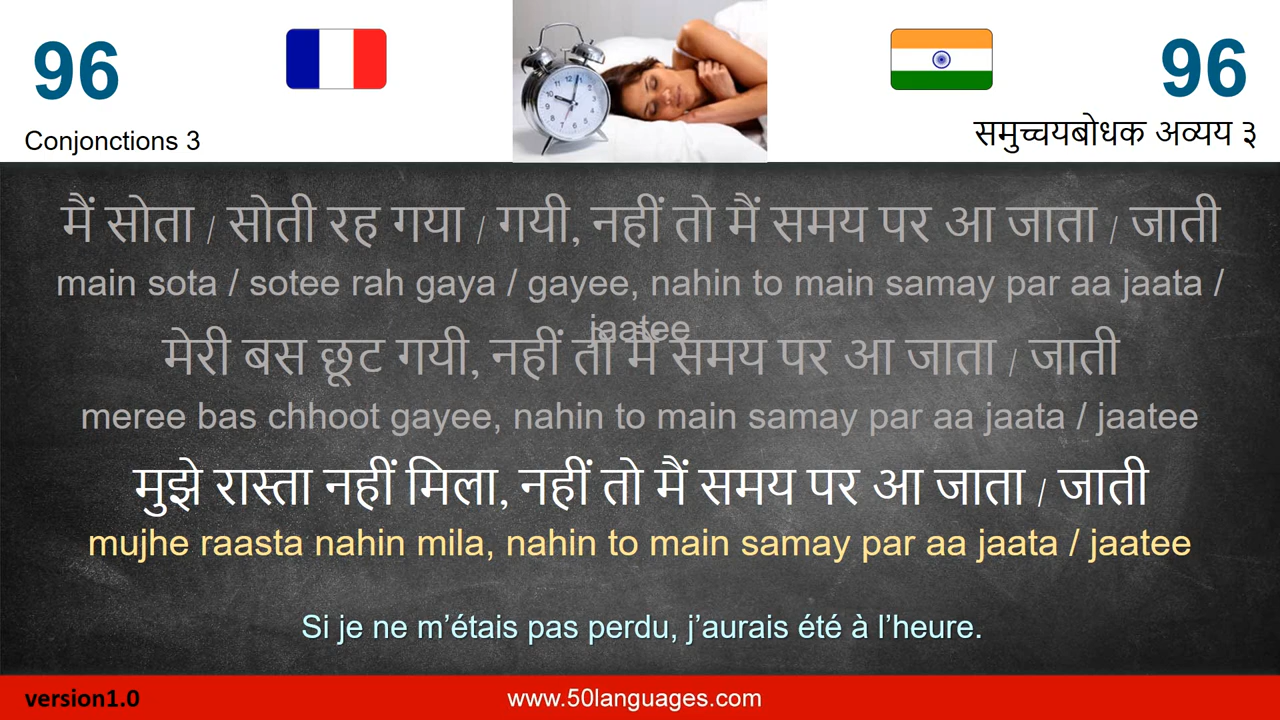 96
96
Conjonctions 3
समुच्चयबोधक अव्यय ३
मैं सोता / सोती रह गया / गयी, नहीं तो मैं समय पर आ जाता / जाती
main sota / sotee rah gaya / gayee, nahin to main samay par aa jaata /
jaatee
मेरी बस छूट गयी, नहीं तो मैं समय पर आ जाता / जाती
meree bas chhoot gayee, nahin to main samay par aa jaata / jaatee
मुझे रास्ता नहीं मिला, नहीं तो मैं समय पर आ जाता / जाती
mujhe raasta nahin mila, nahin to main samay par aa jaata / jaatee
Si je ne m’étais pas perdu, j’aurais été à l’heure.
version1.0
www.50languages.com